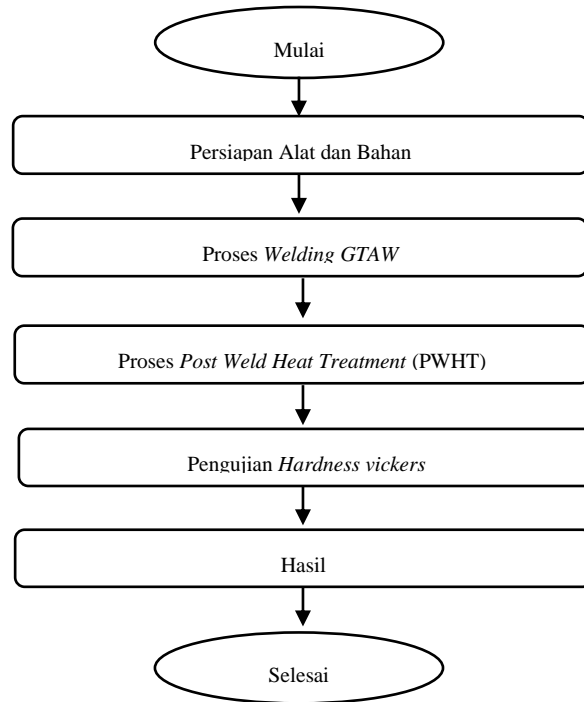 Mulai
Persiapan Alat dan Bahan
Proses Welding GTAW
Proses Post Weld Heat Treatment (PWHT)
Pengujian Hardness vickers
Hasil
Selesai